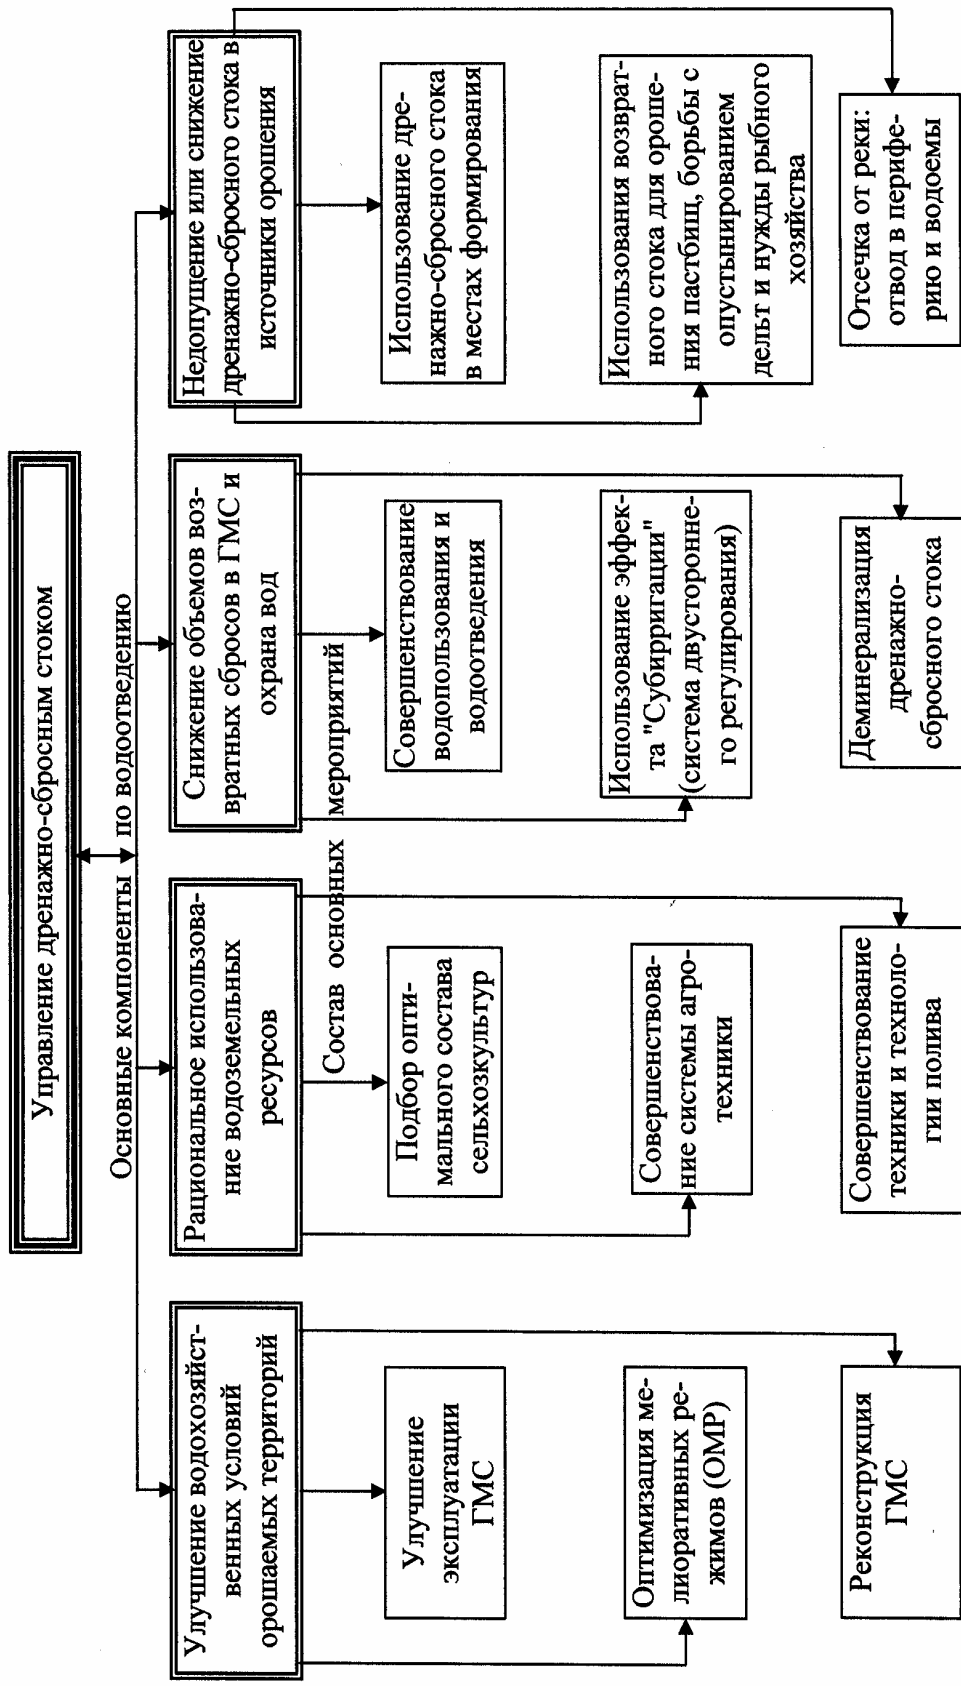 Управление дренажно-сбросным стоком
Основные компоненты по водоотведению
Улучшение водохозяйст-
венных условий
орошаемых территорий
Рациональное использова-
ние водоземельных
ресурсов
Снижение объемов воз-
вратных сбросов в ГМС и
охрана вод
Недопущение или снижение
дренажно-сбросного стока в
источники орошения
Состав основных мероприятий
Улучшение
эксплуатации
ГМС
Подбор опти-
мального состава
сельхозкультур
Совершенствование
водопользования и
водоотведения
Использование дре-
нажно-сбросного стока
в местах формирования
Оптимизация ме-
лиоративных ре-
жимов (ОМР)
Совершенствова-
ние системы агро-
техники
Использование эффек-
та "Субирригации"
(система двусторонне-
го регулирования)
Использования возврат-
ного стока для ороше-
ния пастбищ, борьбы с
опустынированием
дельт и нужды рыбного
хозяйства
Реконструкция
ГМС
Совершенствование
техники и техноло-
гии полива
Деминерализация
дренажно-
сбросного стока
Отсечка от реки:
отвод в перифе-
рию и водоемы